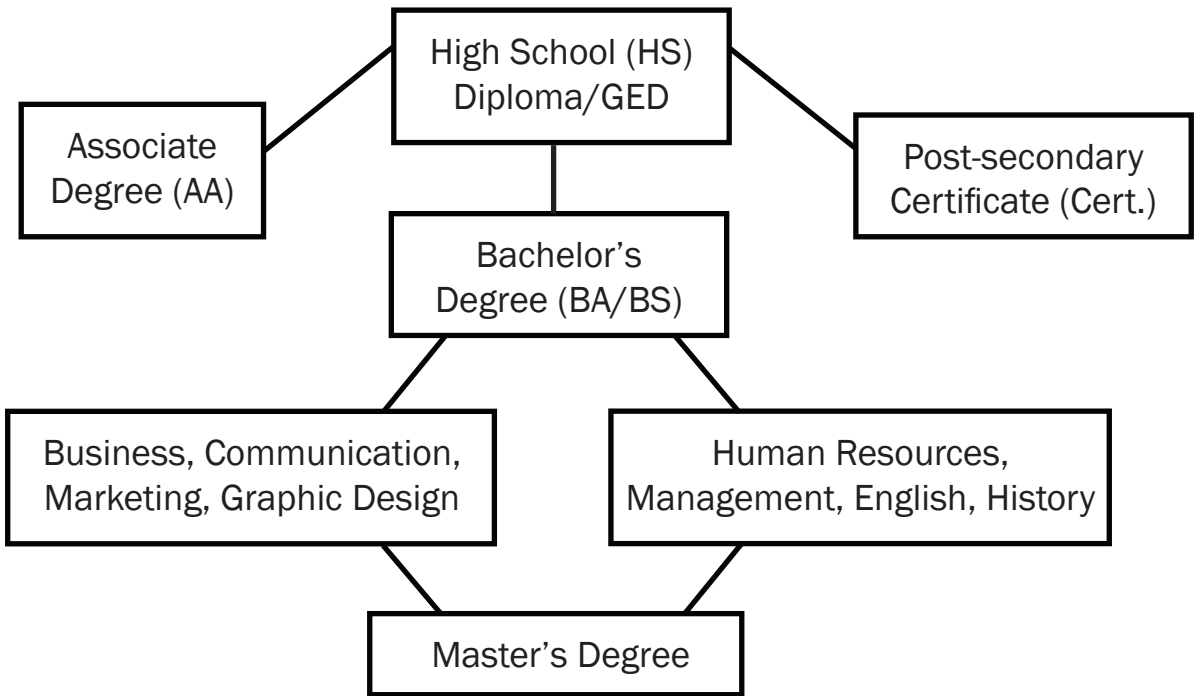 High School (HS)
Diploma/GED
Associate
Degree (AA)
Post-secondary
Certificate (Cert.)
Bachelor’s
Degree (BA/BS)
Business, Communication,
Marketing, Graphic Design
Human Resources,
Management, English, History
Master’s Degree